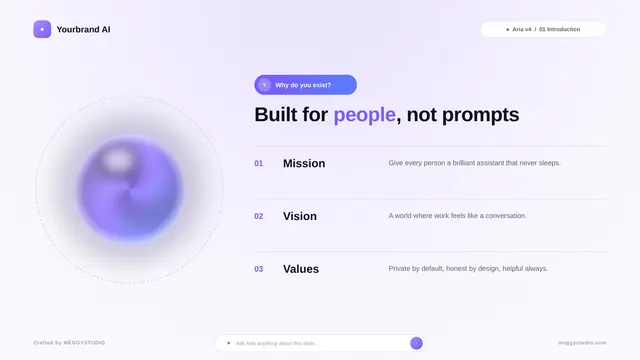 Yourbrand AI
Aria v4 / 01 Introduction
Why do you exist?
Built for people, not prompts
01 Mission Give every person a brilliant assistant that never sleeps.
02 Vision A world where work feels like a conversation.
03 Values Private by default, honest by design, helpful always.
Crafted by MEGGYSTUDIO
Ask Aria anything about this slide...
meggystudio.com